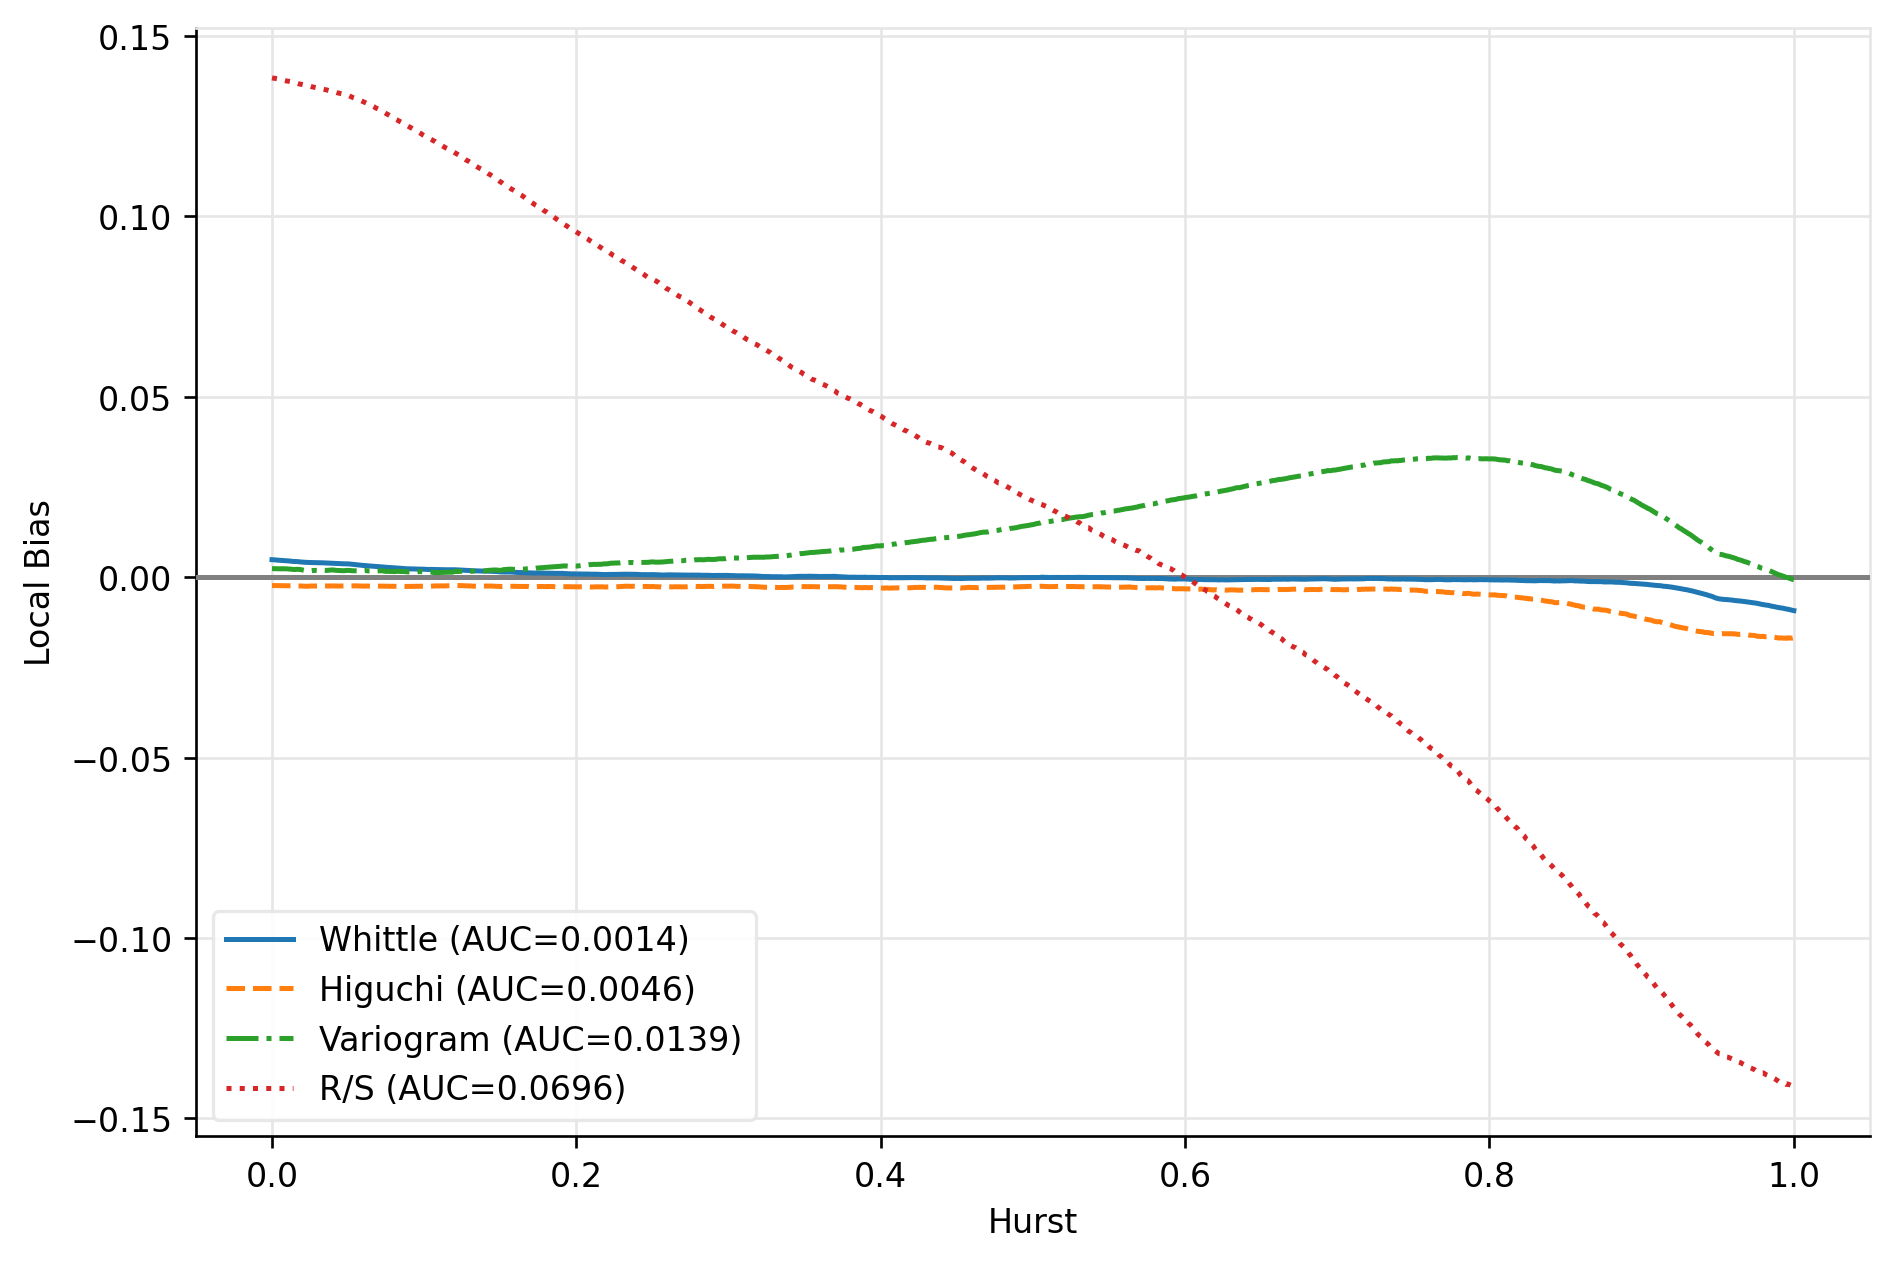 0.15
0.10
0.05
0.00
−0.05
−0.10
−0.15
Local Bias
Whittle (AUC=0.0014)
Higuchi (AUC=0.0046)
Variogram (AUC=0.0139)
R/S (AUC=0.0696)
0.0 0.2 0.4 0.6 0.8 1.0
Hurst